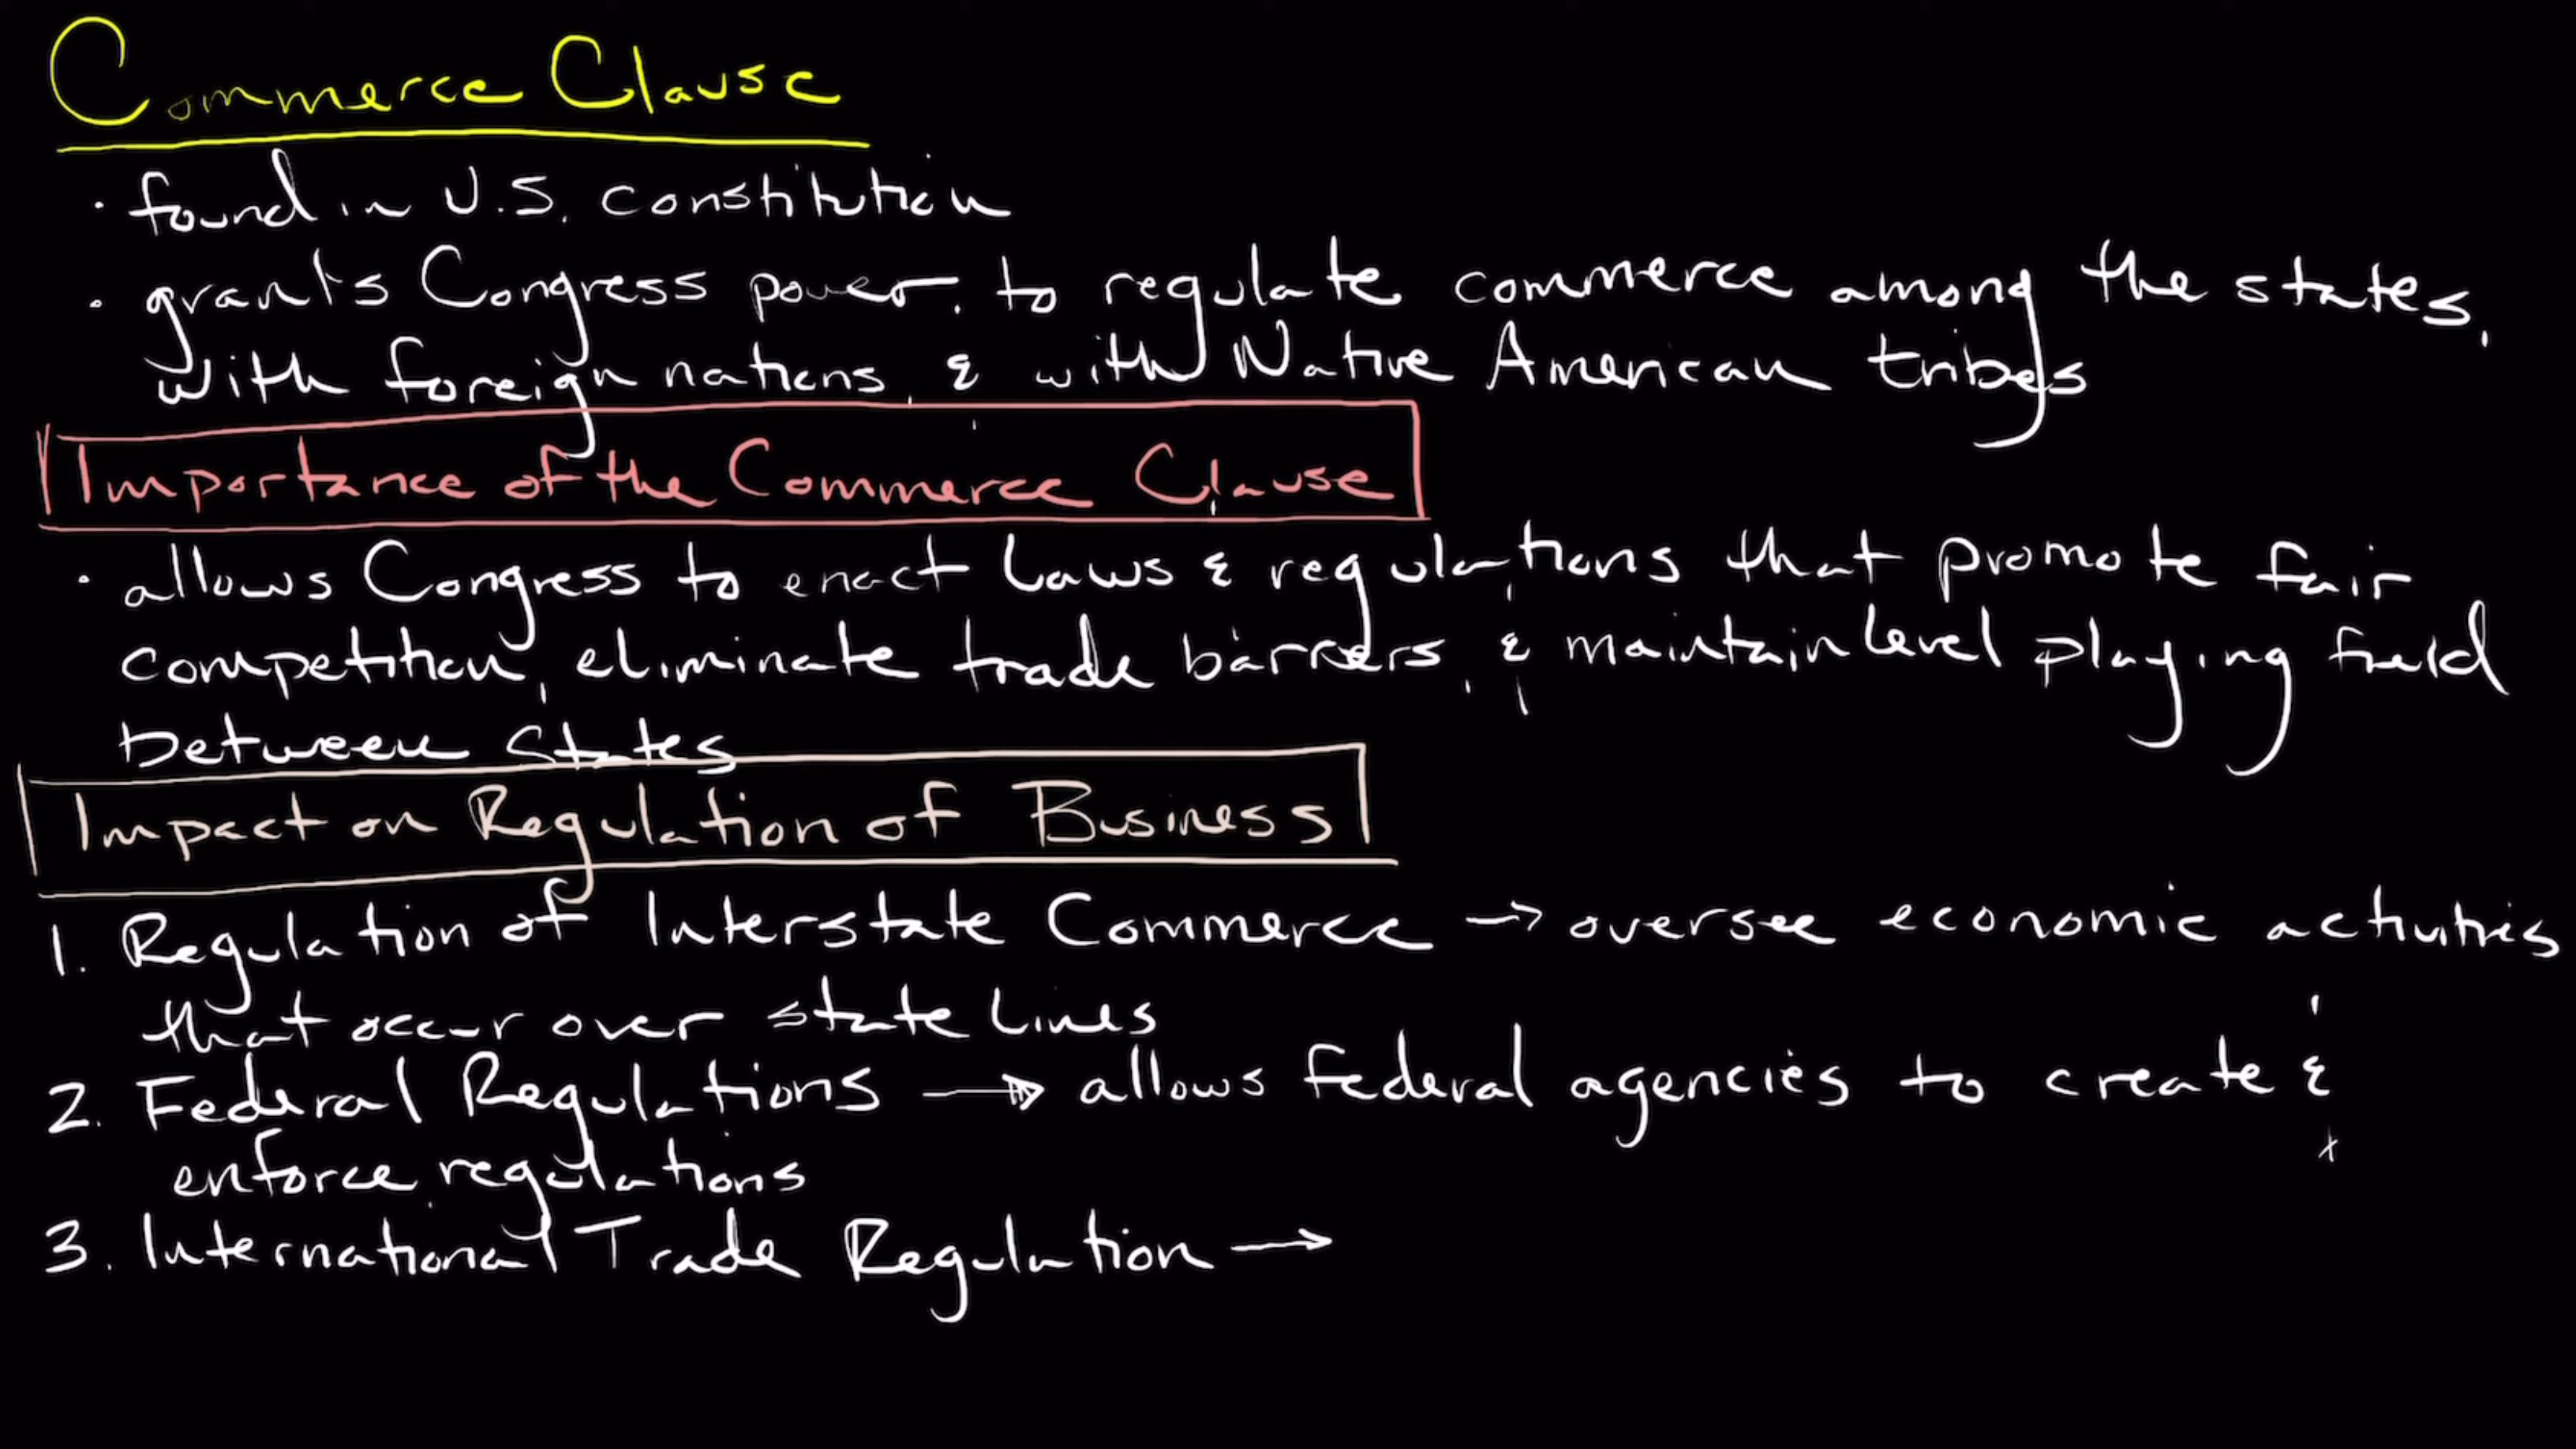 Commerce Clause
· found in U.S. constitution
· grants Congress power to regulate commerce among the states,
with foreign nations, & with Native American tribes
Importance of the Commerce Clause
· allows Congress to enact laws & regulations that promote fair
competition, eliminate trade barriers, & maintain level playing field
between states
Impact on Regulation of Business
1. Regulation of Interstate Commerce → oversee economic activities
that occur over state lines
2. Federal Regulations → allows federal agencies to create &
enforce regulations
3. International Trade Regulation →